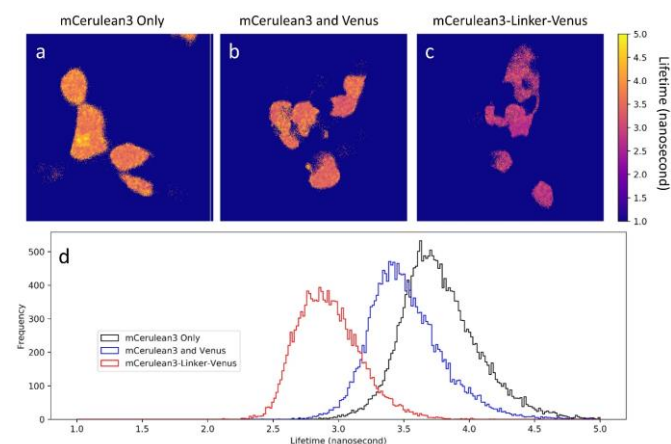 mCerulean3 Only
mCerulean3 and Venus
mCerulean3-Linker-Venus
a
b
c
5.0
4.5
4.0
3.5
3.0
2.5
2.0
1.5
1.0
Lifetime (nanosecond)
d
500
400
300
200
100
0
Frequency
mCerulean3 Only
mCerulean3 and Venus
mCerulean3-Linker-Venus
1.0 1.5 2.0 2.5 3.0 3.5 4.0 4.5 5.0
Lifetime (nanosecond)